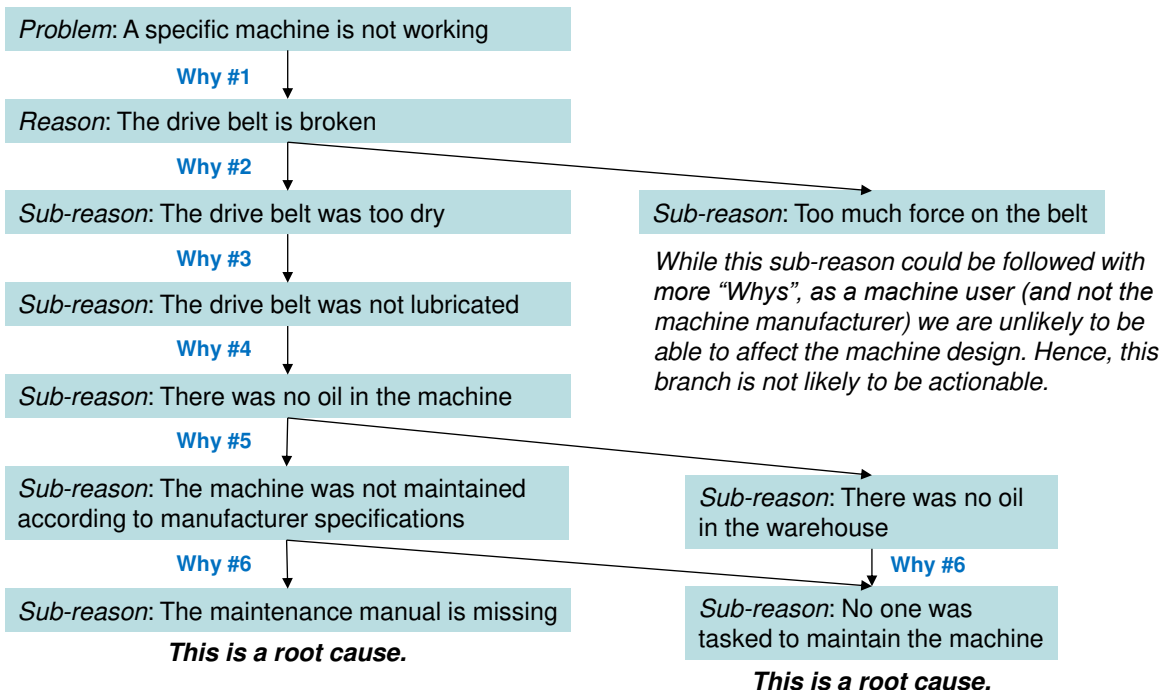 Problem: A specific machine is not working
Why #1
Reason: The drive belt is broken
Why #2
Sub-reason: The drive belt was too dry
Sub-reason: Too much force on the belt
While this sub-reason could be followed with
more “Whys”, as a machine user (and not the
machine manufacturer) we are unlikely to be
able to affect the machine design. Hence, this
branch is not likely to be actionable.
Why #3
Sub-reason: The drive belt was not lubricated
Why #4
Sub-reason: There was no oil in the machine
Why #5
Sub-reason: The machine was not maintained
according to manufacturer specifications
Sub-reason: There was no oil
in the warehouse
Why #6
Why #6
Sub-reason: The maintenance manual is missing
This is a root cause.
Sub-reason: No one was
tasked to maintain the machine
This is a root cause.